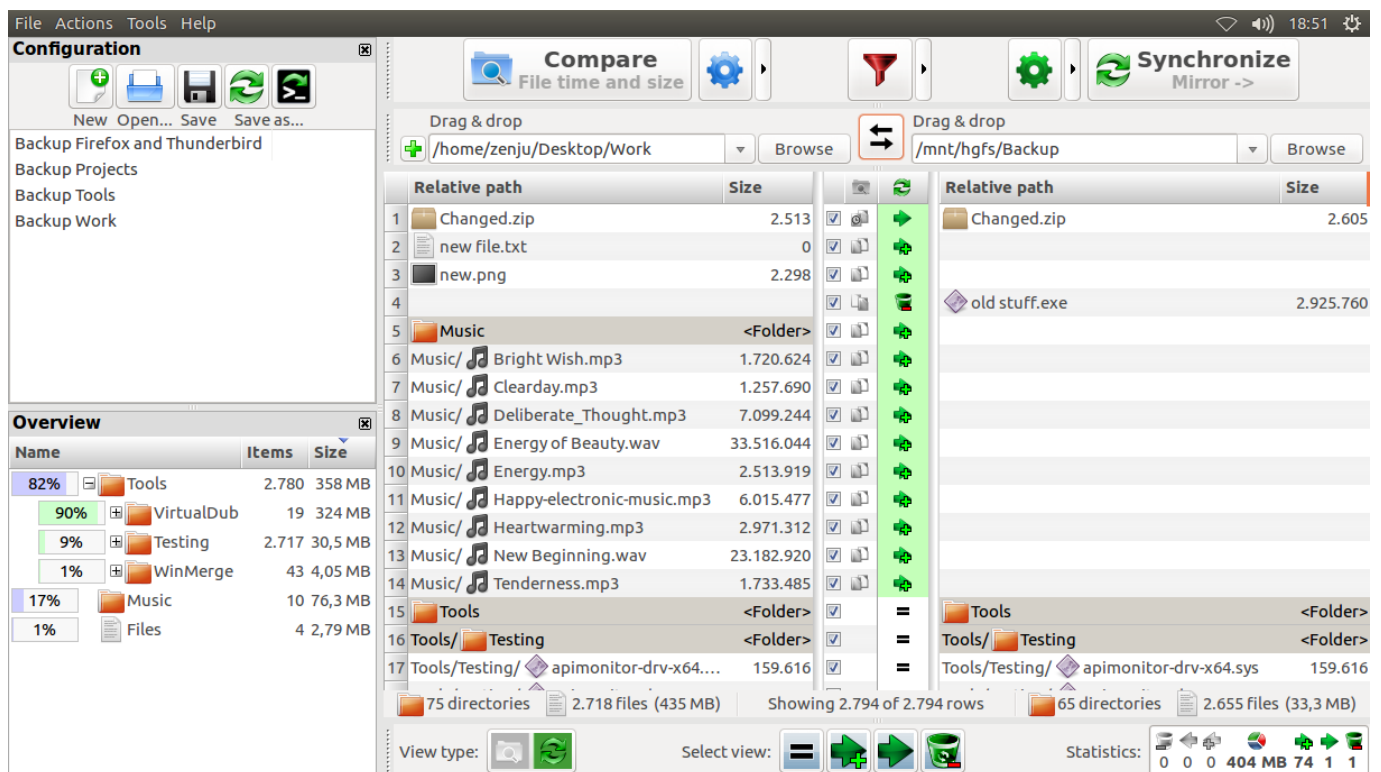 File Actions Tools Help 18:51
Configuration
New Open... Save Save as...
Backup Firefox and Thunderbird
Backup Projects
Backup Tools
Backup Work
Overview
Name Items Size
82% Tools 2.780 358 MB
90% VirtualDub 19 324 MB
9% Testing 2.717 30,5 MB
1% WinMerge 43 4,05 MB
17% Music 10 76,3 MB
1% Files 4 2,79 MB
Compare
File time and size
Synchronize
Mirror ->
Drag & drop
/home/zenju/Desktop/Work Browse
Drag & drop
/mnt/hgfs/Backup Browse
Relative path Size Relative path Size
1 Changed.zip 2.513 Changed.zip 2.605
2 new file.txt 0
3 new.png 2.298
4 old stuff.exe 2.925.760
5 Music <Folder>
6 Music/ Bright Wish.mp3 1.720.624
7 Music/ Clearday.mp3 1.257.690
8 Music/ Deliberate_Thought.mp3 7.099.244
9 Music/ Energy of Beauty.wav 33.516.044
10 Music/ Energy.mp3 2.513.919
11 Music/ Happy-electronic-music.mp3 6.015.477
12 Music/ Heartwarming.mp3 2.971.312
13 Music/ New Beginning.wav 23.182.920
14 Music/ Tenderness.mp3 1.733.485
15 Tools <Folder> = Tools <Folder>
16 Tools/ Testing <Folder> = Tools/ Testing <Folder>
17 Tools/Testing/ apimonitor-drv-x64.... 159.616 = Tools/Testing/ apimonitor-drv-x64.sys 159.616
75 directories 2.718 files (435 MB) Showing 2.794 of 2.794 rows 65 directories 2.655 files (33,3 MB)
View type: Select view: = Statistics: 0 0 0 404 MB 74 1 1